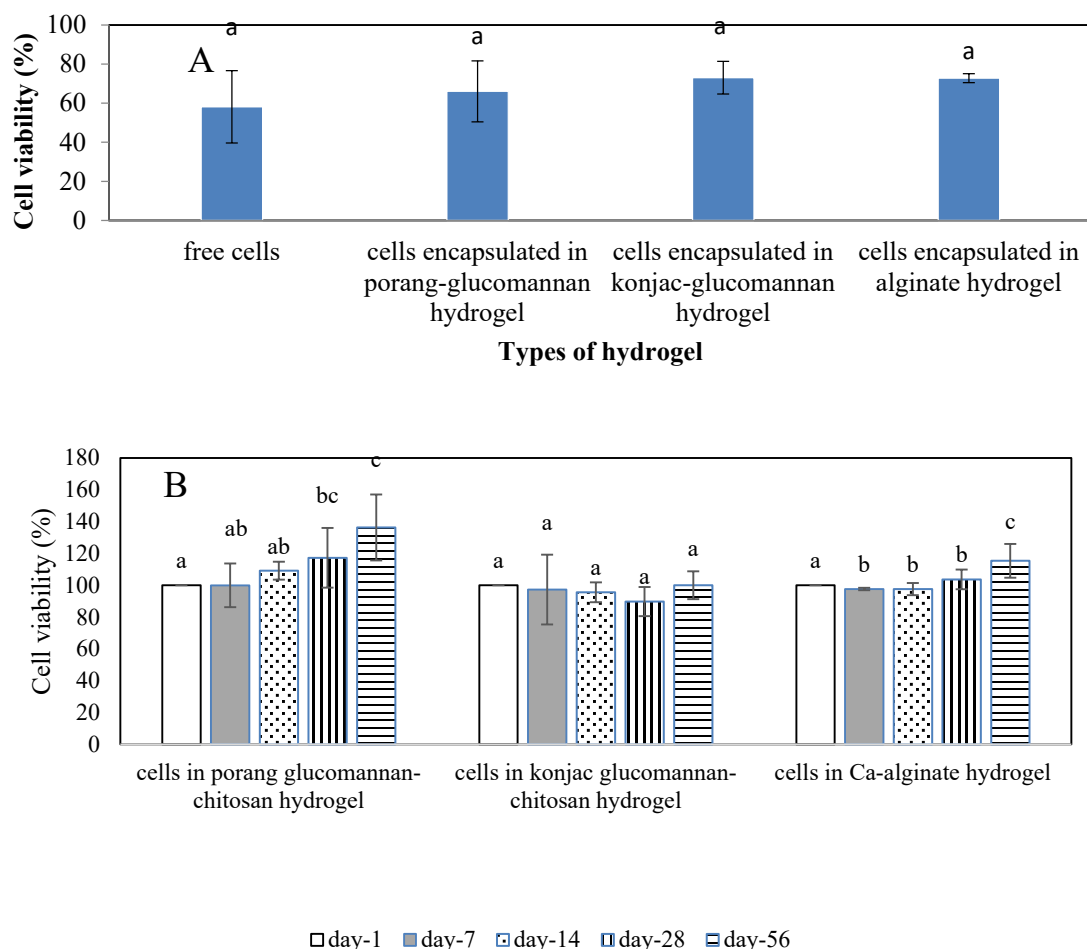 Cell viability (%)
100
80
60
40
20
0
A
a
a
a
a
free cells
cells encapsulated in
porang-glucomannan
hydrogel
cells encapsulated in
konjac-glucomannan
hydrogel
cells encapsulated in
alginate hydrogel
Types of hydrogel
Cell viability (%)
180
160
140
120
100
80
60
40
20
0
B
a
ab
ab
bc
c
a
a
a
a
a
a
b
b
b
c
cells in porang glucomannan-
chitosan hydrogel
cells in konjac glucomannan-
chitosan hydrogel
cells in Ca-alginate hydrogel
day-1 day-7 day-14 day-28 day-56